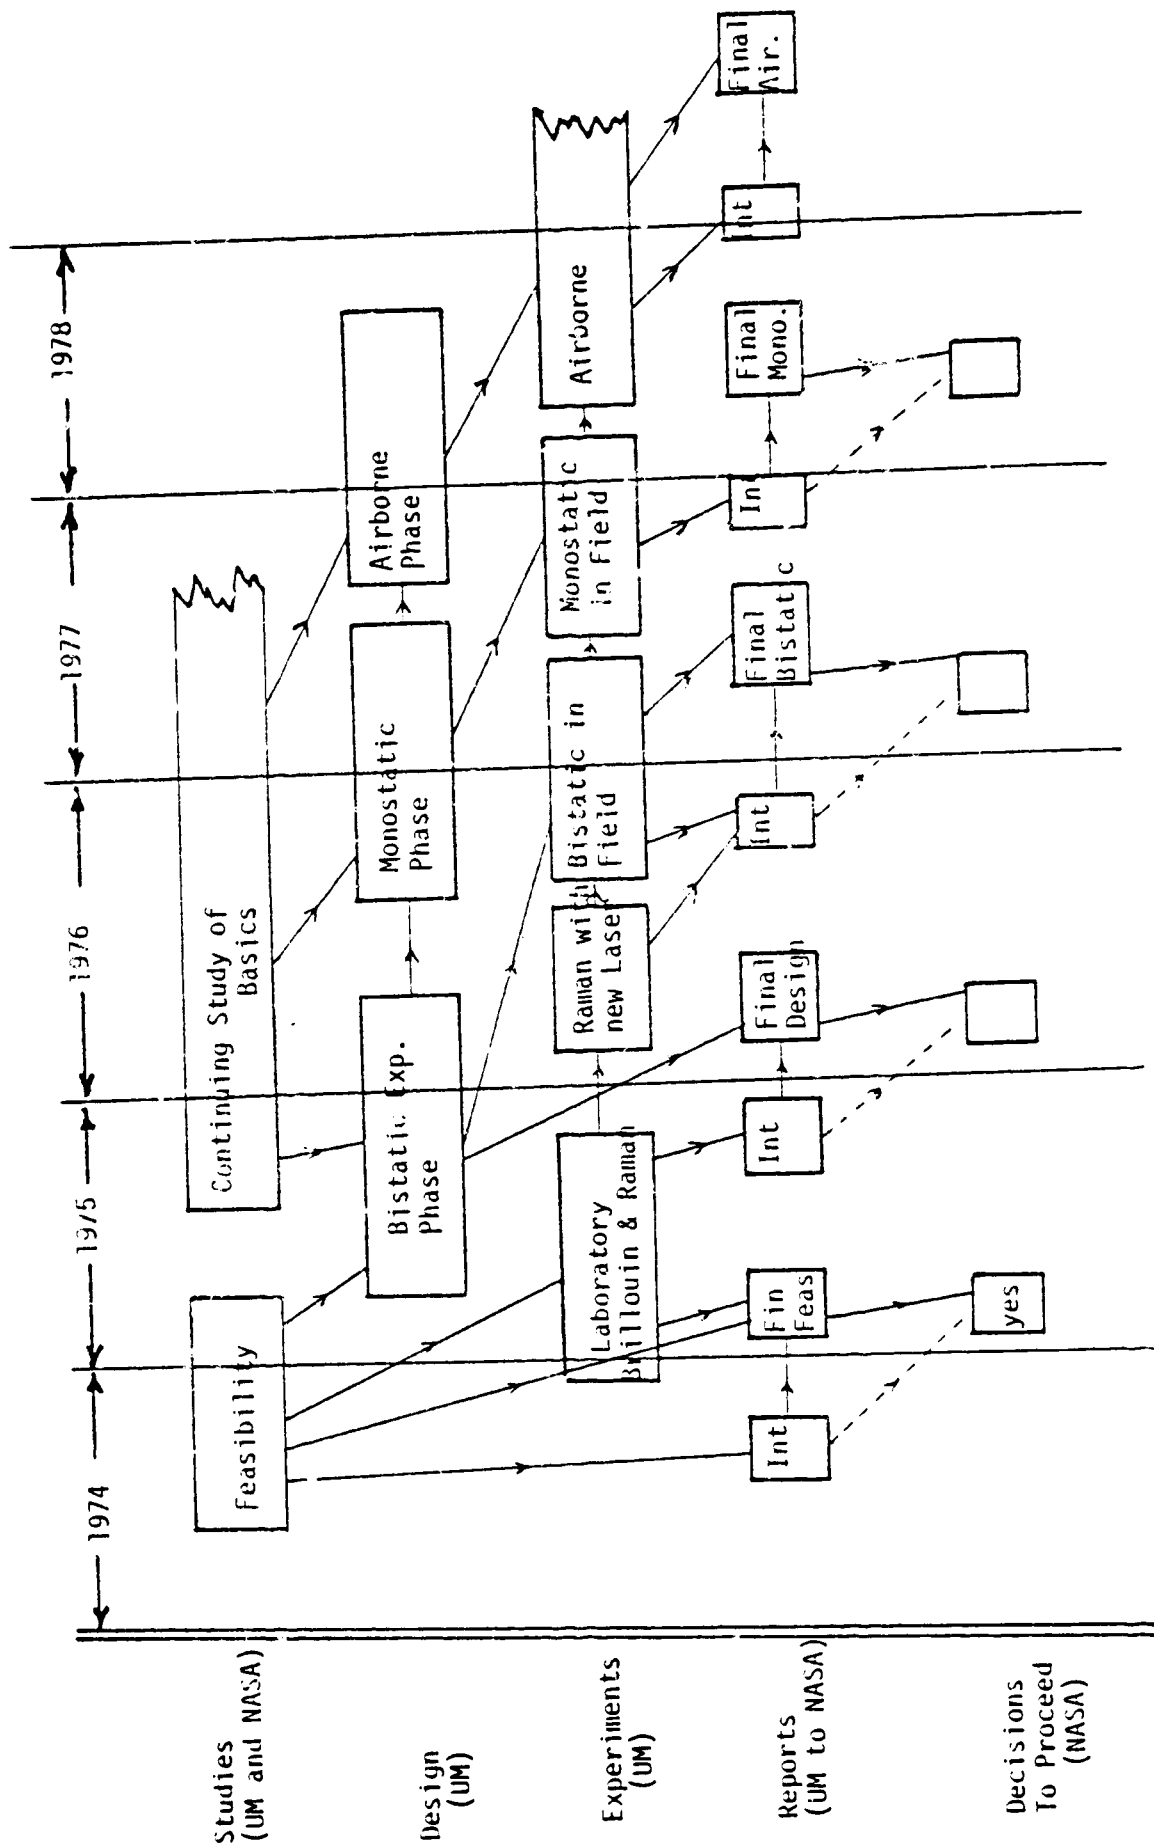 1974
1975
1976
1977
1978
Studies
(UM and NASA)
Feasibility
Continuing Study of
Basics
Design
(UM)
Bistatic Exp.
Phase
Monostatic
Phase
Airborne
Phase
Experiments
(UM)
Laboratory
Brillouin & Raman
Raman with
new Laser
Bistatic in
Field
Monostatic
in Field
Airborne
Reports
(UM to NASA)
Int
Fin
Feas
Int
Final
Design
Int
Final
Bistatic
Int
Final
Mono.
Int
Final
Air.
Decisions
To Proceed
(NASA)
yes